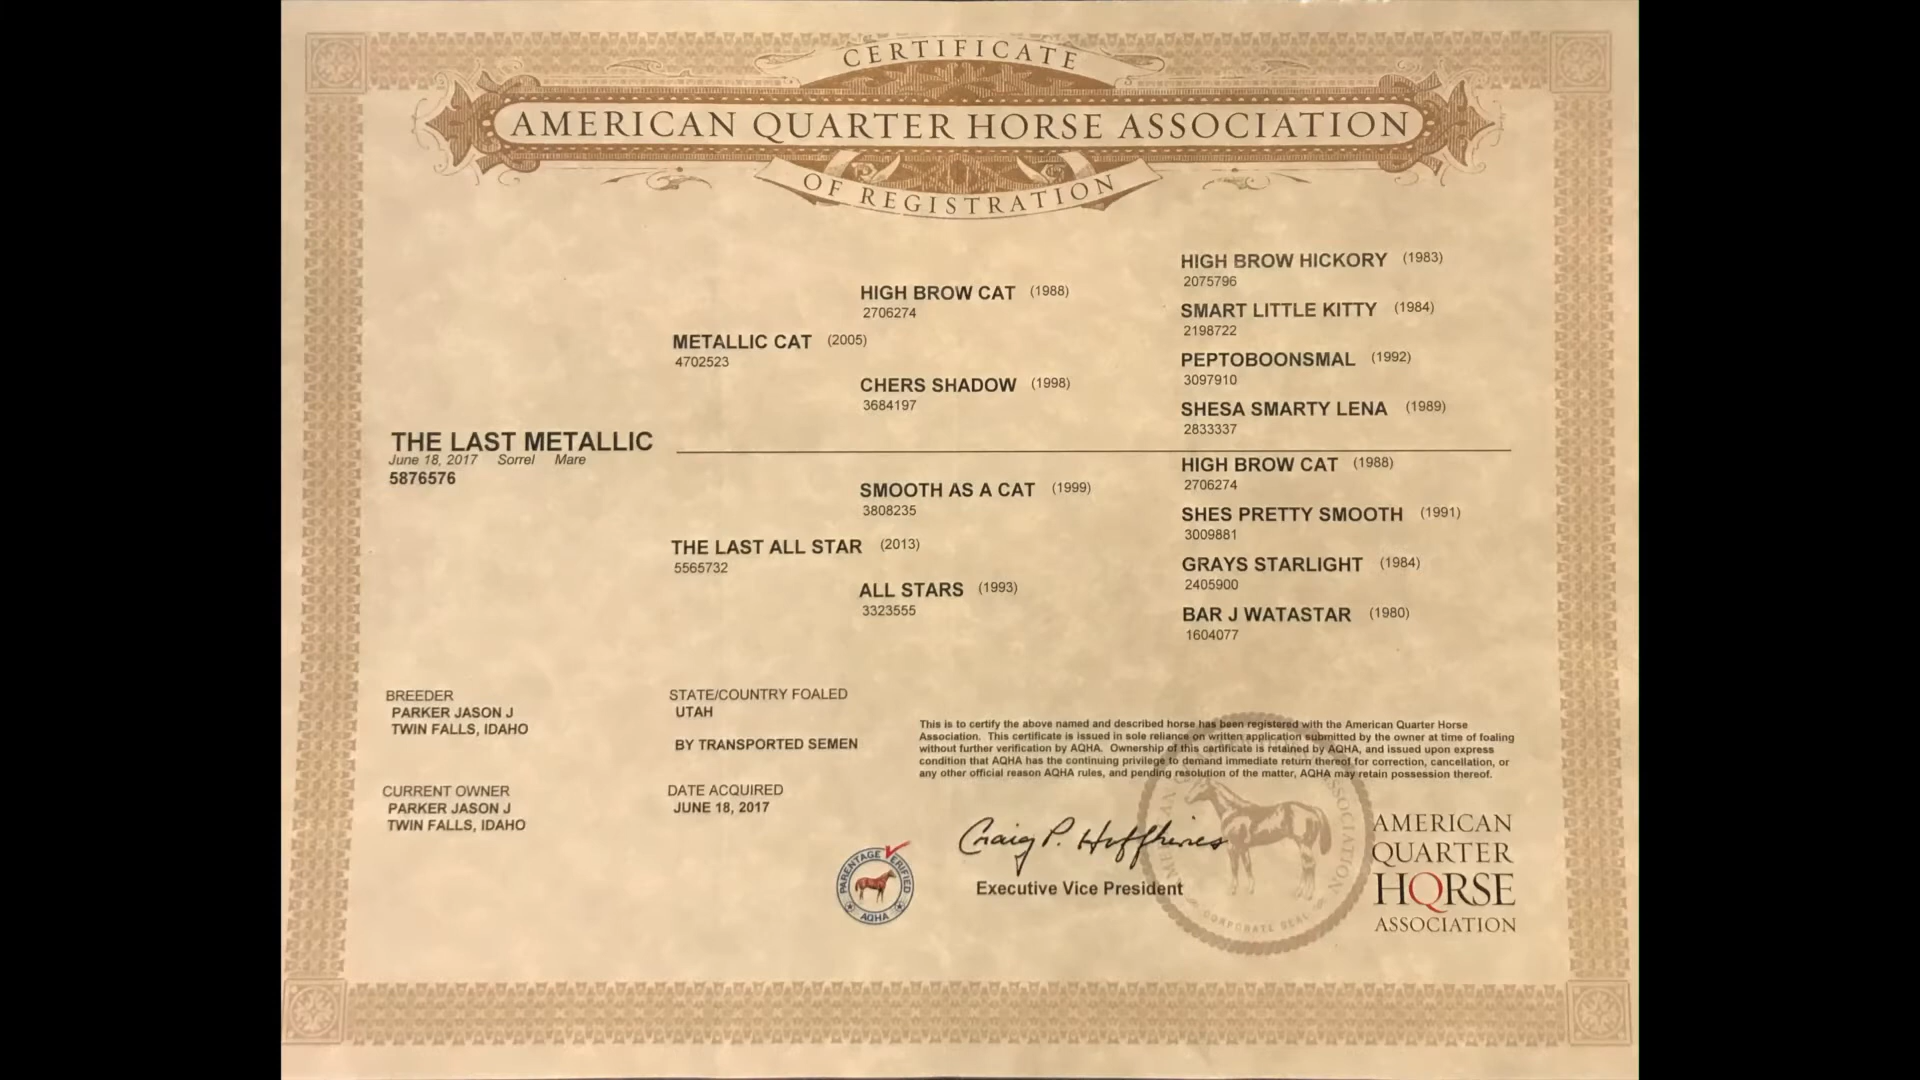 CERTIFICATE
AMERICAN QUARTER HORSE ASSOCIATION
OF REGISTRATION
HIGH BROW HICKORY (1983)
2075796
HIGH BROW CAT (1988)
2706274
SMART LITTLE KITTY (1984)
2198722
METALLIC CAT (2005)
4702523
PEPTOBOONSMAL (1992)
3097910
CHERS SHADOW (1998)
3684197
SHESA SMARTY LENA (1989)
2833337
THE LAST METALLIC
June 18, 2017 Sorrel Mare
5876576
HIGH BROW CAT (1988)
2706274
SMOOTH AS A CAT (1999)
3808235
SHES PRETTY SMOOTH (1991)
3009881
THE LAST ALL STAR (2013)
5565732
GRAYS STARLIGHT (1984)
2405900
ALL STARS (1993)
3323555
BAR J WATASTAR (1980)
1604077
BREEDER
PARKER JASON J
TWIN FALLS, IDAHO
STATE/COUNTRY FOALED
UTAH
BY TRANSPORTED SEMEN
CURRENT OWNER
PARKER JASON J
TWIN FALLS, IDAHO
DATE ACQUIRED
JUNE 18, 2017
This is to certify the above named and described horse has been registered with the American Quarter Horse
Association. This certificate is issued in sole reliance on written application submitted by the owner at time of foaling
without further verification by AQHA. Ownership of this certificate is retained by AQHA, and issued upon express
condition that AQHA has the continuing privilege to demand immediate return thereof for correction, cancellation, or
any other official reason AQHA rules, and pending resolution of the matter, AQHA may retain possession thereof.
PARENTAGE VERIFIED
AQHA
Craig P. Huffhines
Executive Vice President
CORPORATE SEAL
AMERICAN
QUARTER
HORSE
ASSOCIATION